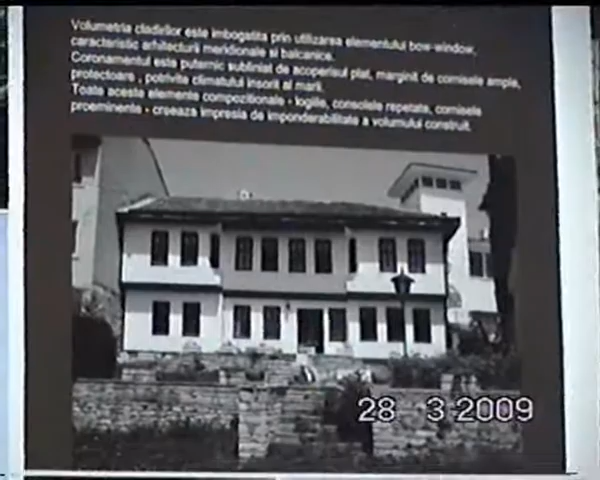 Volumetria cladirilor este imbogatita prin utilizarea elementului bow-window,
caracteristic arhitecturii meridionale si balcanice.
Coronamentul este puternic subliniat de acoperisul plat, marginit de cornisele ample,
protectoare , potrivite climatului insorit al marii.
Toate aceste elemente compozitionale - logiile, consolele repetate, cornisele
proeminente - creeaza impresia de imponderabilitate a volumului construit.
28 3 2009